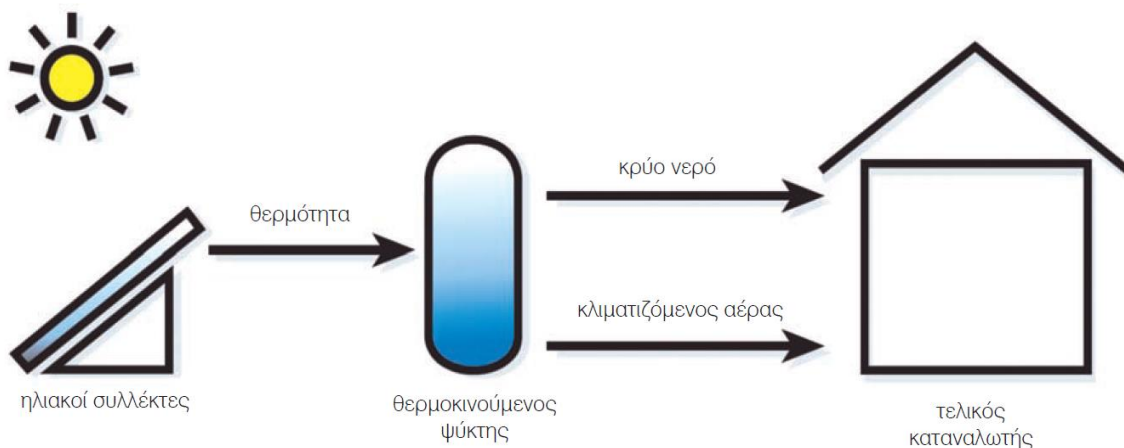 κρύο νερό
θερμότητα
κλιματιζόμενος αέρας
ηλιακοί συλλέκτες
θερμοκινούμενος
ψύκτης
τελικός
καταναλωτής